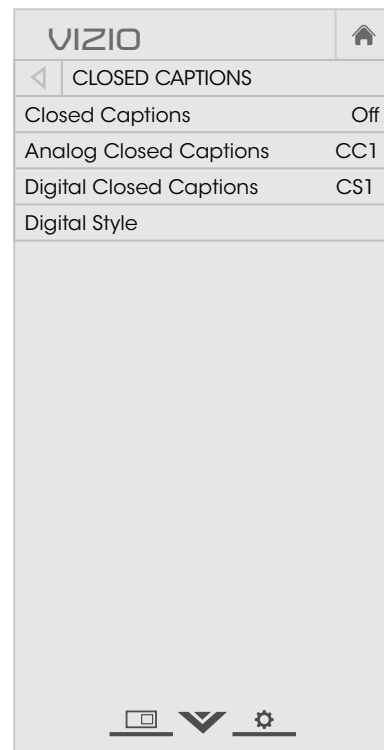 VIZIO
CLOSED CAPTIONS
Closed Captions Off
Analog Closed Captions CC1
Digital Closed Captions CS1
Digital Style